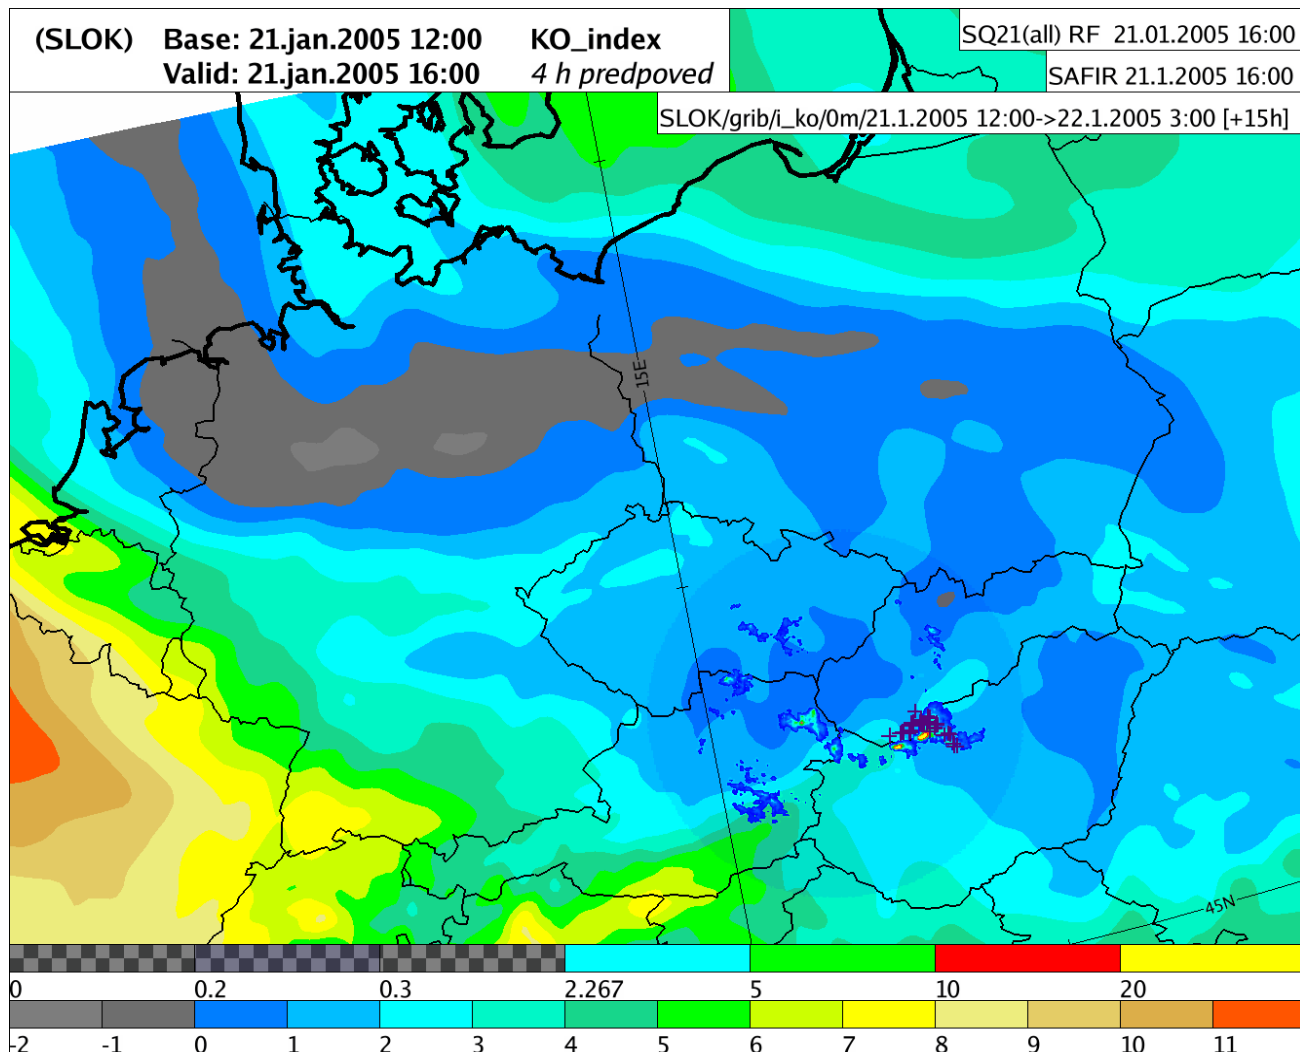 (SLOK) Base: 21.jan.2005 12:00 KO_index
Valid: 21.jan.2005 16:00 4 h predpoved
SQ21(all) RF 21.01.2005 16:00
SAFIR 21.1.2005 16:00
SLOK/grib/i_ko/0m/21.1.2005 12:00->22.1.2005 3:00 [+15h]
15E
45N
0 0.2 0.3 2.267 5 10 20
-2 -1 0 1 2 3 4 5 6 7 8 9 10 11